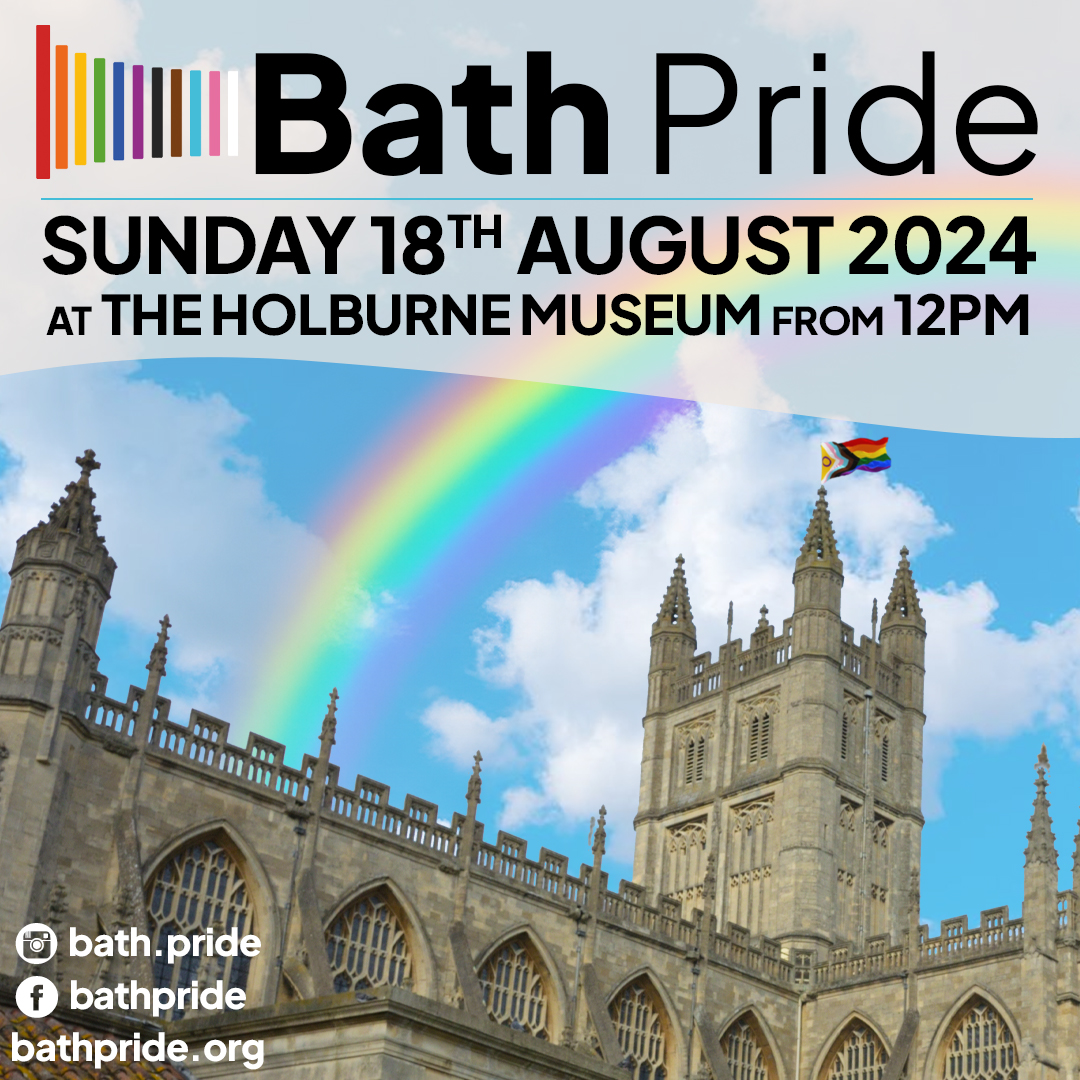 Bath Pride
SUNDAY 18TH AUGUST 2024
AT THE HOLBURNE MUSEUM FROM 12PM
bath.pride
bathpride
bathpride.org